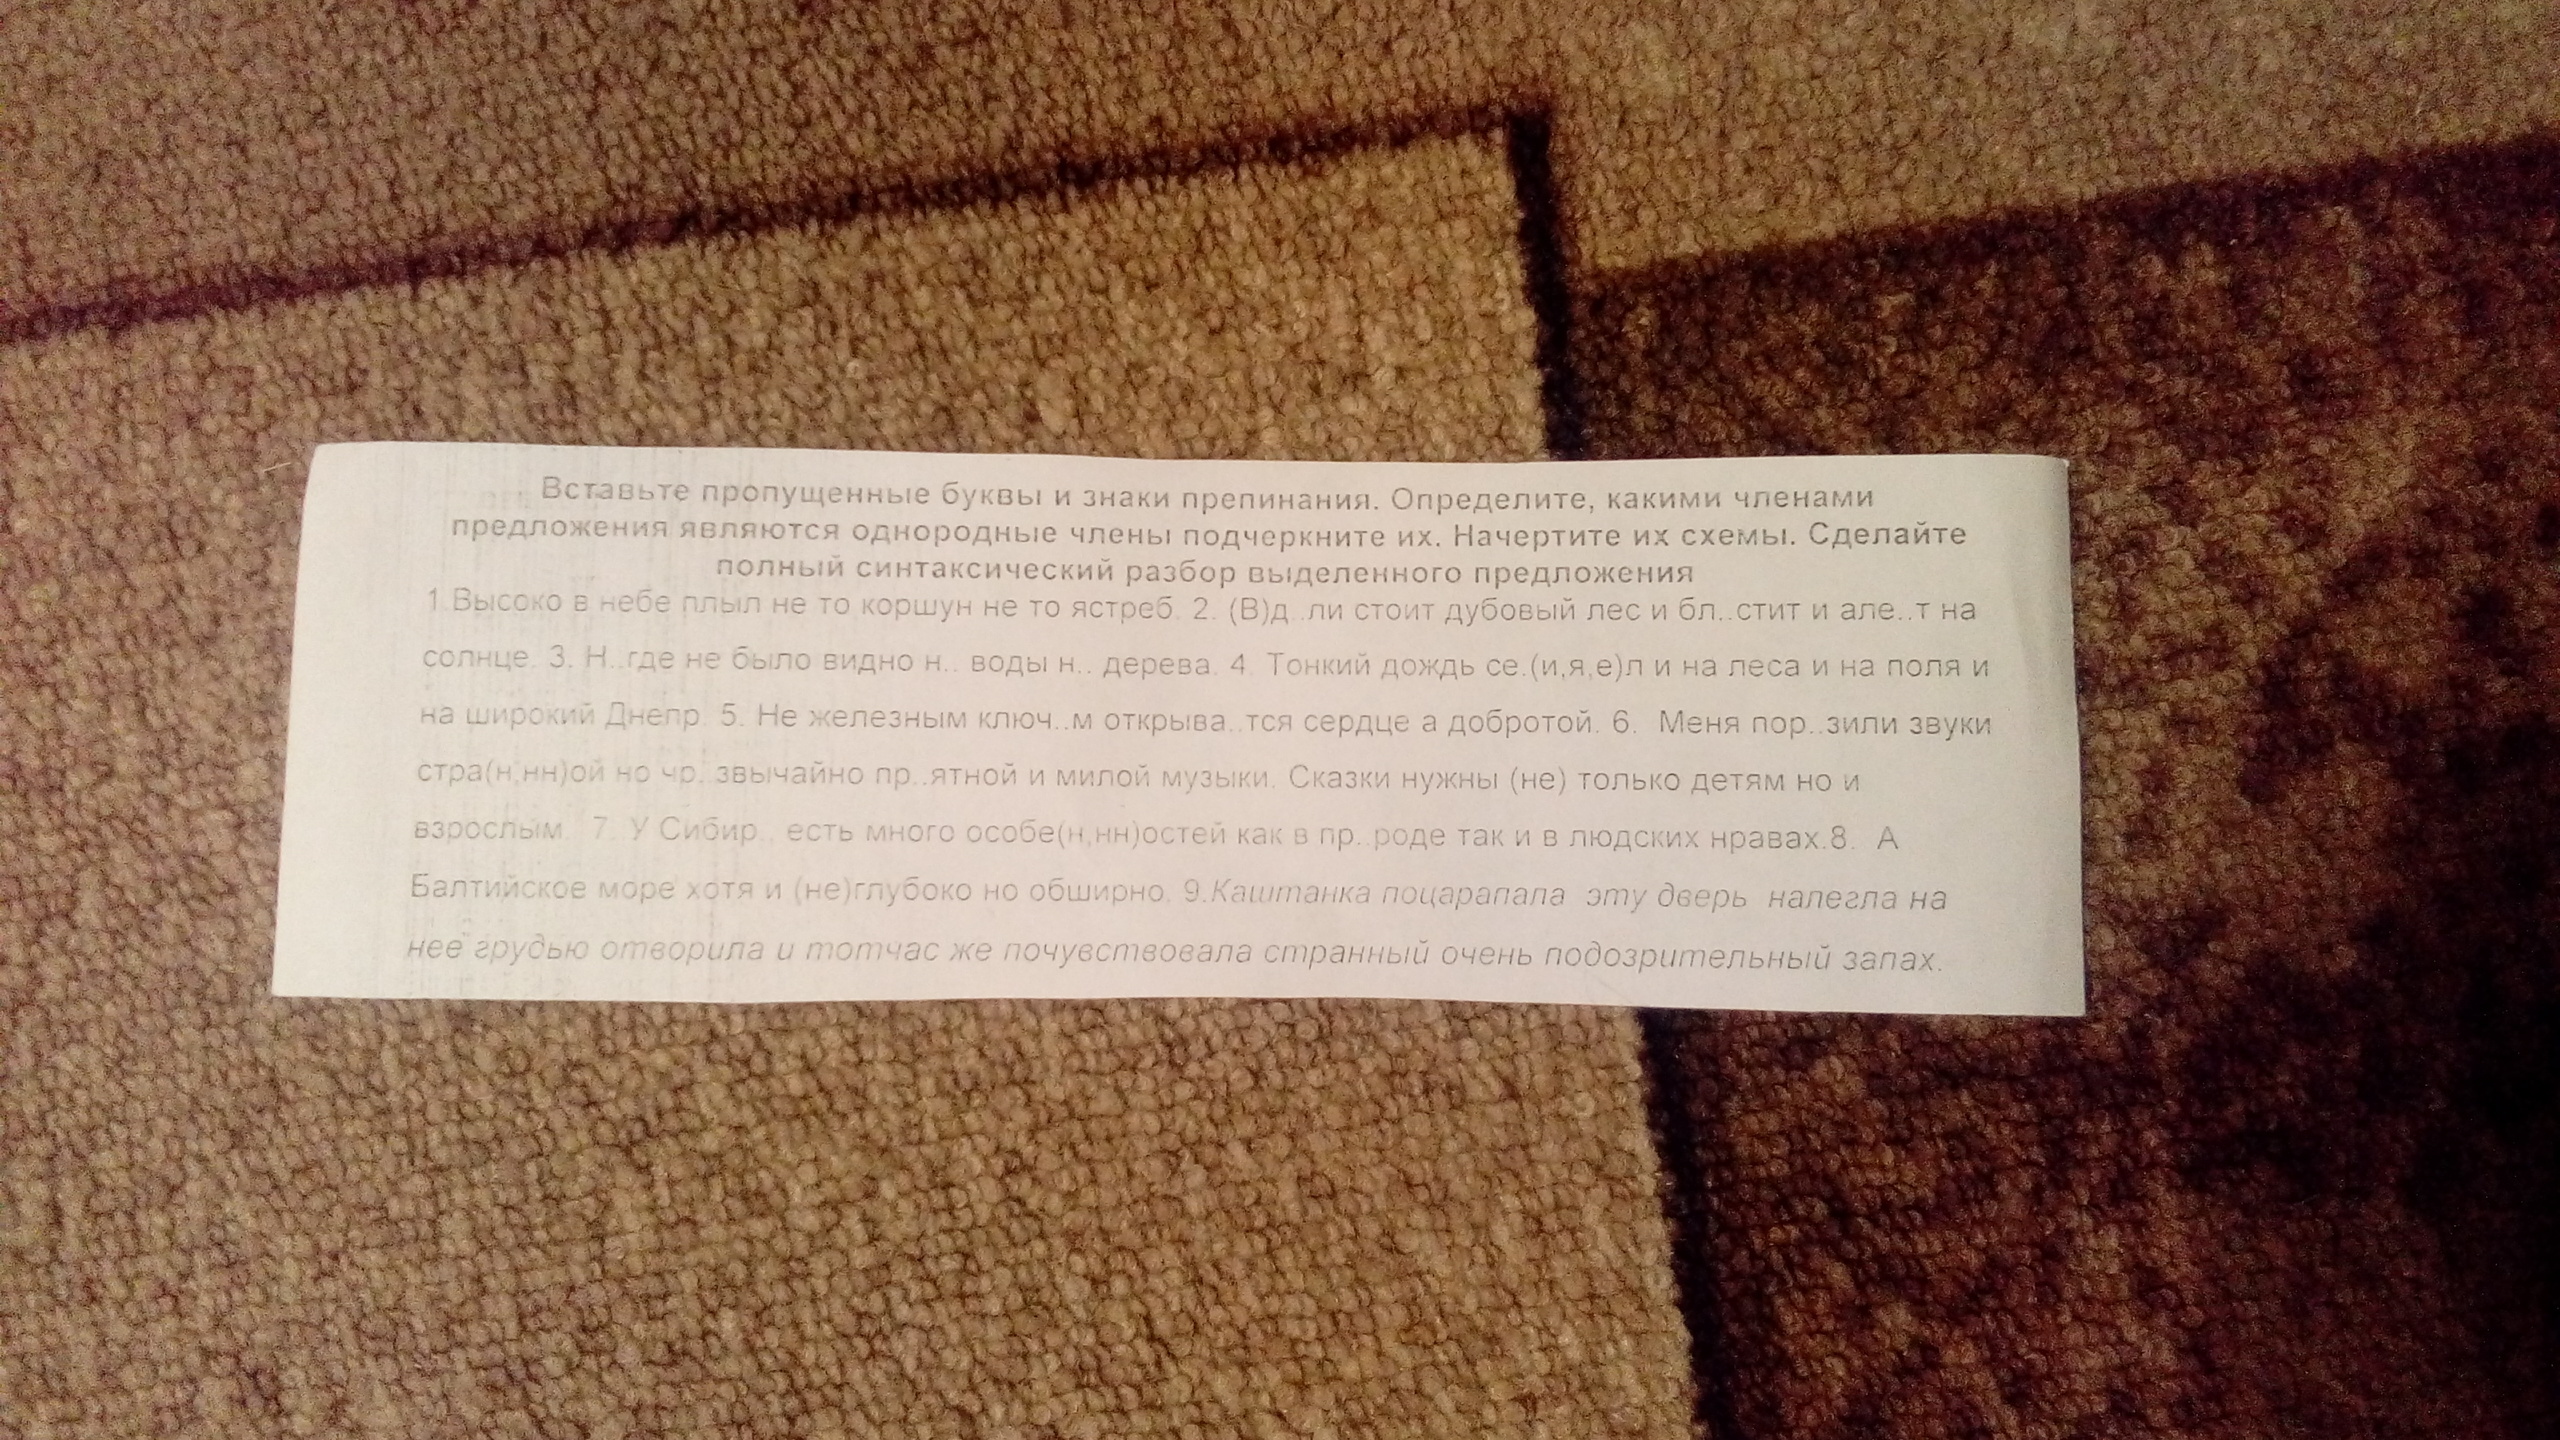 Вставьте пропущенные буквы и знаки препинания. Определите, какими членами
предложения являются однородные члены подчеркните их. Начертите их схемы. Сделайте
полный синтаксический разбор выделенного предложения
1.Высоко в небе плыл не то коршун не то ястреб. 2. (В)д..ли стоит дубовый лес и бл..стит и але..т на
солнце. 3. Н..где не было видно н.. воды н.. дерева. 4. Тонкий дождь се.(и,я,е)л и на леса и на поля и
на широкий Днепр. 5. Не железным ключ..м открыва..тся сердце а добротой. 6. Меня пор..зили звуки
стра(н,нн)ой но чр..звычайно пр..ятной и милой музыки. Сказки нужны (не) только детям но и
взрослым. 7. У Сибир.. есть много особе(н,нн)остей как в пр..роде так и в людских нравах.8. А
Балтийское море хотя и (не)глубоко но обширно. 9.Каштанка поцарапала эту дверь налегла на
нее грудью отворила и тотчас же почувствовала странный очень подозрительный запах.